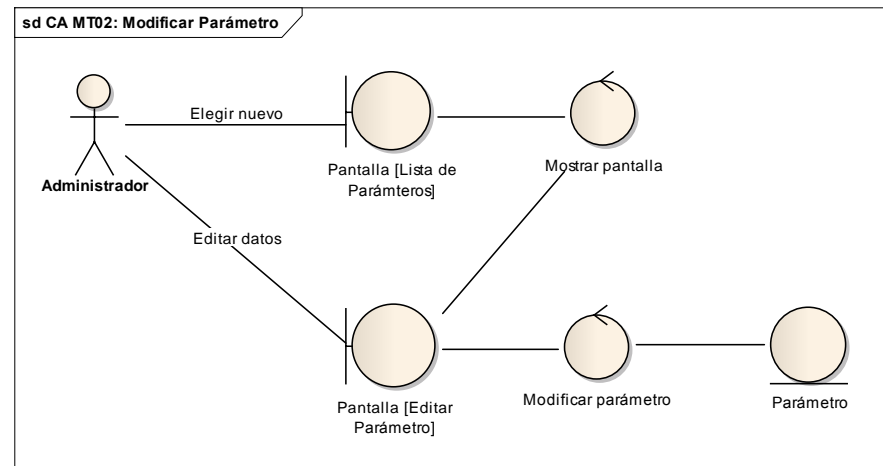 sd CA MT02: Modificar Parámetro
Elegir nuevo
Administrador
Pantalla [Lista de
Parámteros]
Mostrar pantalla
Editar datos
Pantalla [Editar
Parámetro]
Modificar parámetro
Parámetro